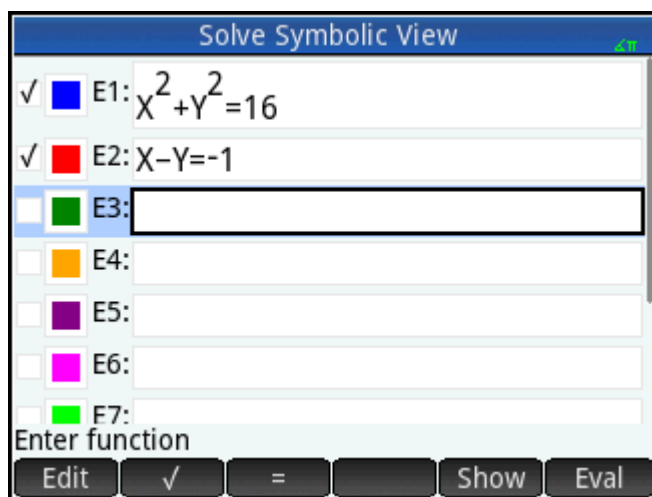 Solve Symbolic View
∡π
√ E1: X²+Y²=16
√ E2: X−Y=-1
E3:
E4:
E5:
E6:
E7:
Enter function
Edit √ = Show Eval